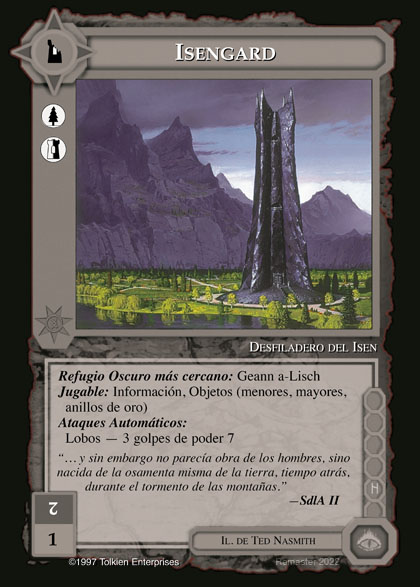 Isengard
Desfiladero del Isen
Refugio Oscuro más cercano: Geann a-Lisch
Jugable: Información, Objetos (menores, mayores,
anillos de oro)
Ataques Automáticos:
Lobos — 3 golpes de poder 7
“… y sin embargo no parecía obra de los hombres, sino
nacida de la osamenta misma de la tierra, tiempo atrás,
durante el tormento de las montañas.”
—SdlA II
2
1
H
Il. de Ted Nasmith
©1997 Tolkien Enterprises
Remaster 2022